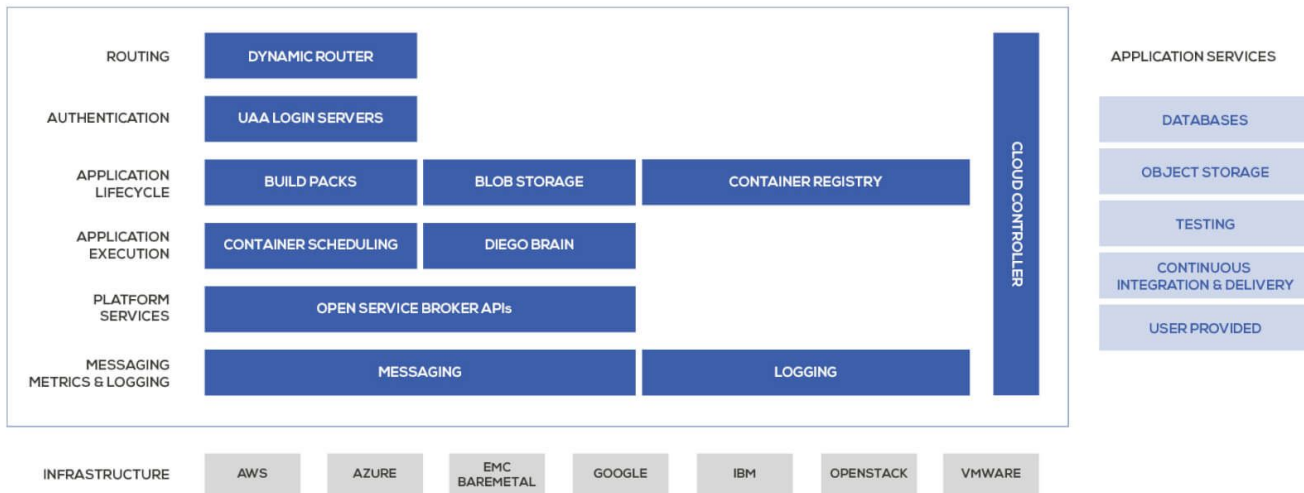 ROUTING
DYNAMIC ROUTER
AUTHENTICATION
UAA LOGIN SERVERS
APPLICATION
LIFECYCLE
BUILD PACKS
BLOB STORAGE
CONTAINER REGISTRY
APPLICATION
EXECUTION
CONTAINER SCHEDULING
DIEGO BRAIN
PLATFORM
SERVICES
OPEN SERVICE BROKER APIs
MESSAGING
METRICS & LOGGING
MESSAGING
LOGGING
CLOUD CONTROLLER
APPLICATION SERVICES
DATABASES
OBJECT STORAGE
TESTING
CONTINUOUS
INTEGRATION & DELIVERY
USER PROVIDED
INFRASTRUCTURE
AWS
AZURE
EMC
BAREMETAL
GOOGLE
IBM
OPENSTACK
VMWARE